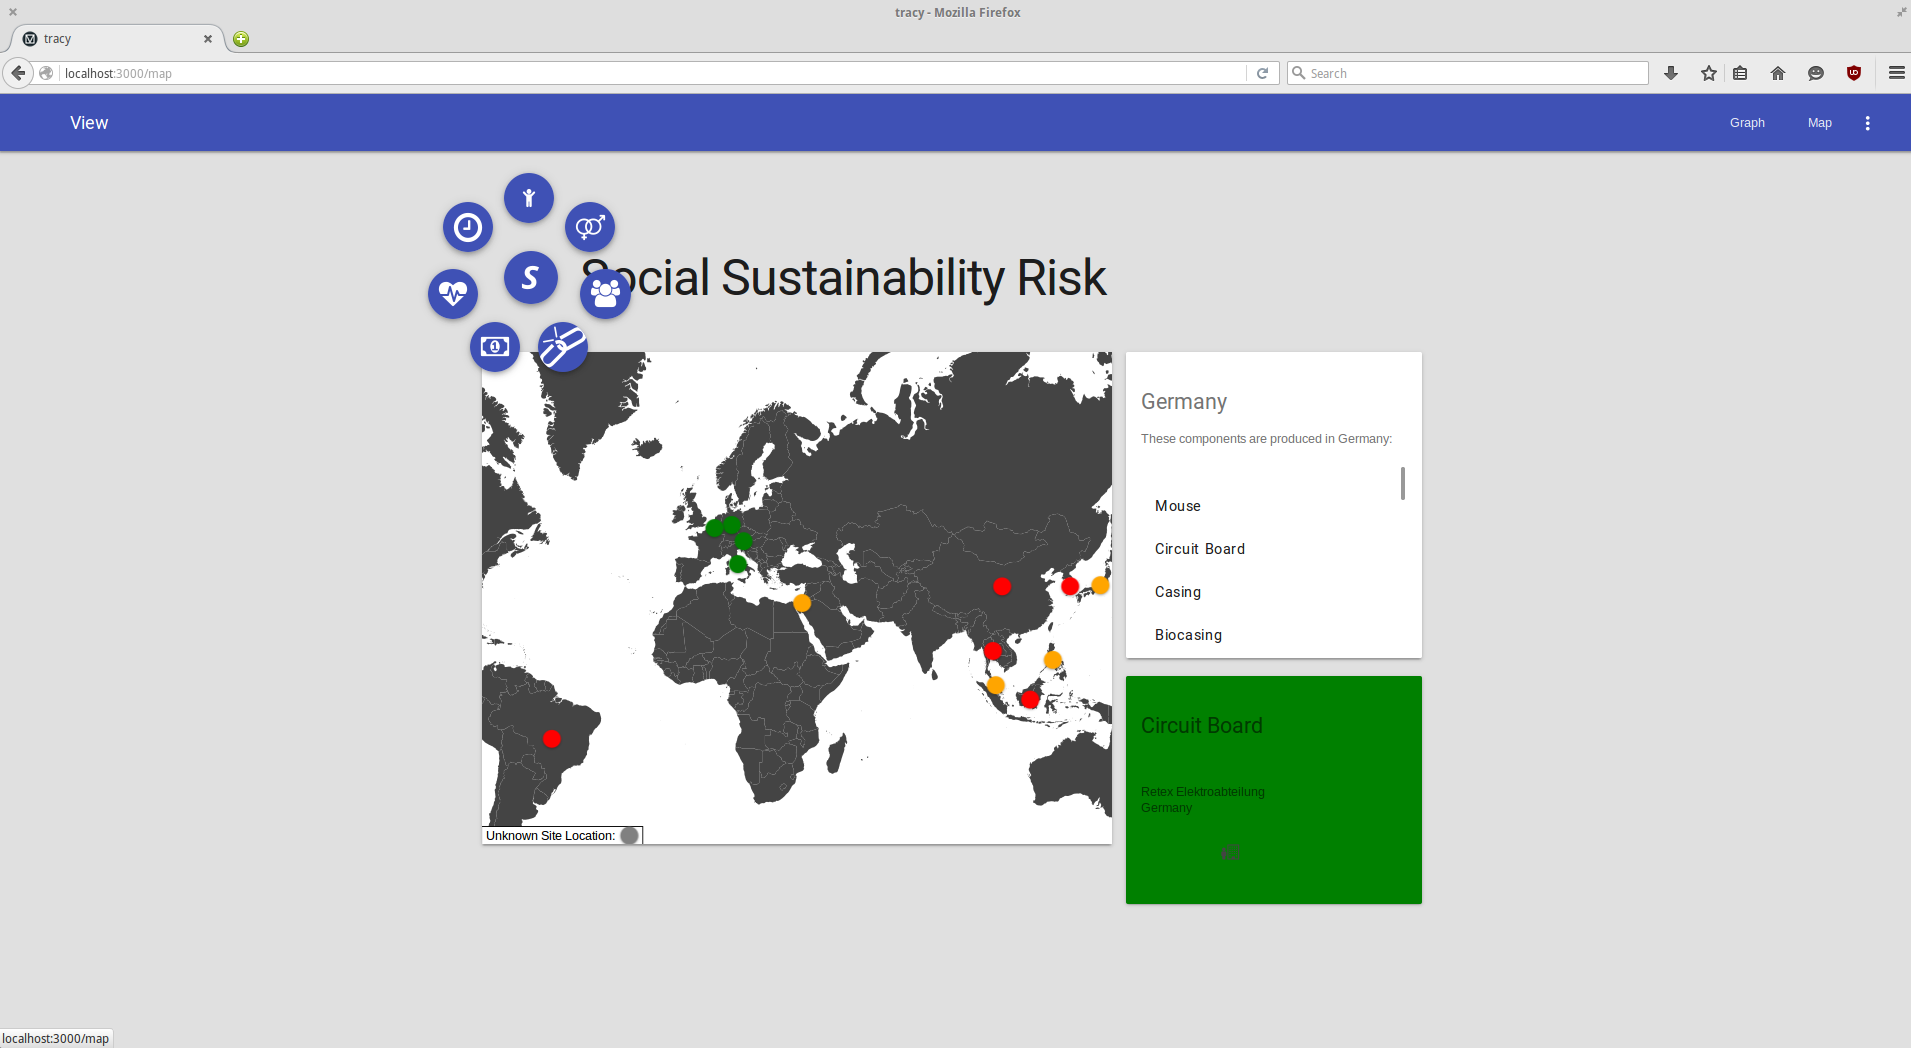 tracy - Mozilla Firefox
tracy
localhost:3000/map
Search
View
Graph
Map
S
Social Sustainability Risk
1
Germany
These components are produced in Germany:
Mouse
Circuit Board
Casing
Biocasing
Circuit Board
Retex Elektroabteilung
Germany
Unknown Site Location:
localhost:3000/map